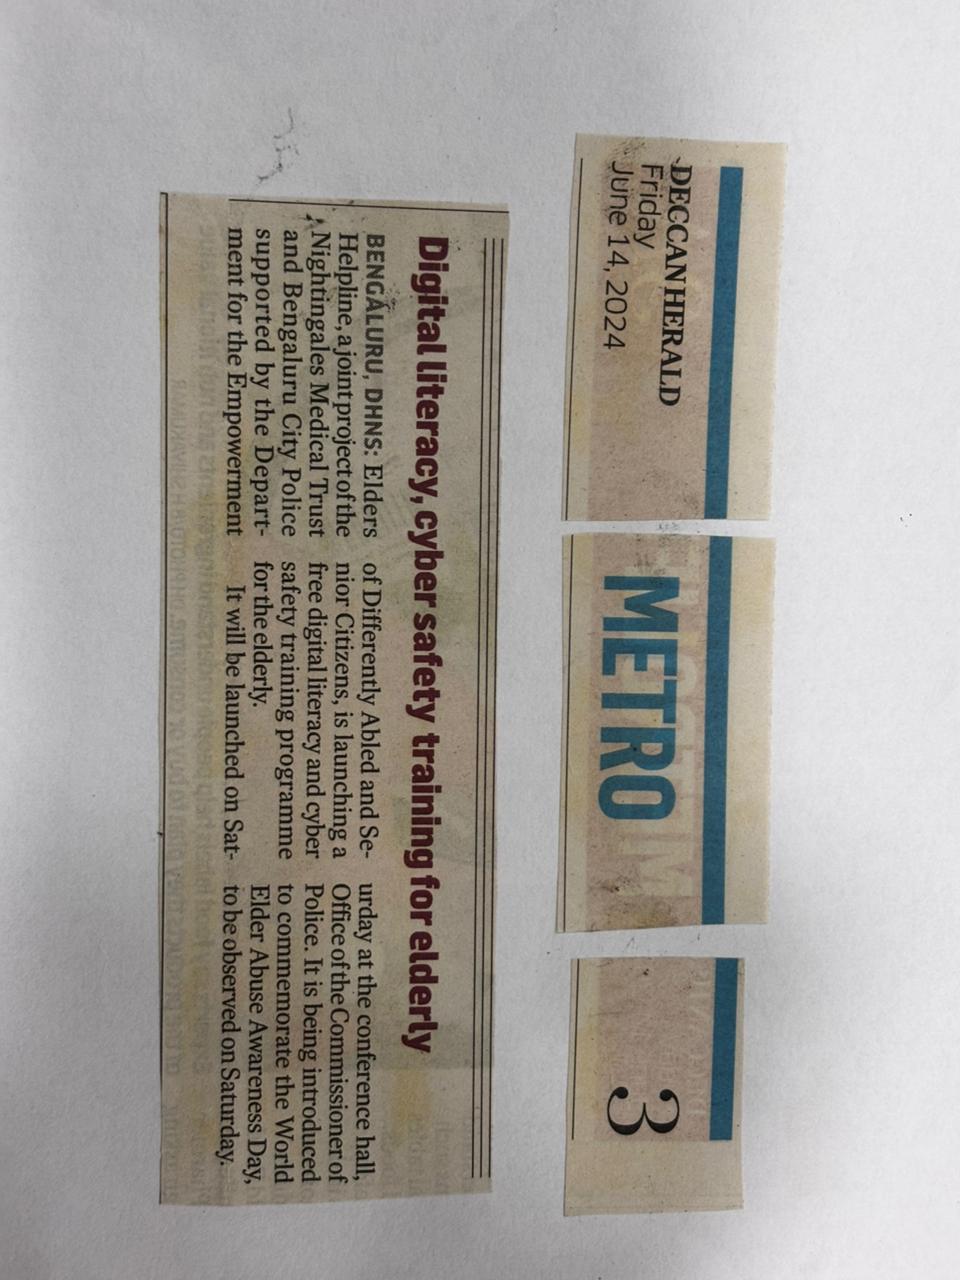 DECCAN HERALD
Friday
June 14, 2024
METRO
3
Digital literacy, cyber safety training for elderly
BENGALURU, DHNS: Elders
Helpline, a joint project of the
Nightingales Medical Trust
and Bengaluru City Police
supported by the Depart-
ment for the Empowerment
of Differently Abled and Se-
nior Citizens, is launching a
free digital literacy and cyber
safety training programme
for the elderly.
It will be launched on Sat-
urday at the conference hall,
Office of the Commissioner of
Police. It is being introduced
to commemorate the World
Elder Abuse Awareness Day,
to be observed on Saturday.